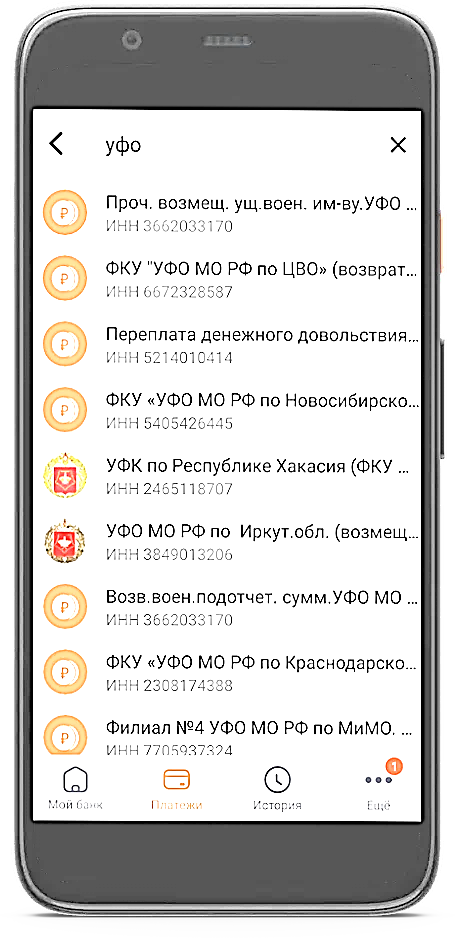 уфо
Проч. возмещ. ущ.воен. им-ву.УФО ...
ИНН 3662033170
ФКУ "УФО МО РФ по ЦВО» (возврат...
ИНН 6672328587
Переплата денежного довольствия...
ИНН 5214010414
ФКУ «УФО МО РФ по Новосибирско...
ИНН 5405426445
УФК по Республике Хакасия (ФКУ ...
ИНН 2465118707
УФО МО РФ по Иркут.обл. (возмещ...
ИНН 3849013206
Возв.воен.подотчет. сумм.УФО МО ...
ИНН 3662033170
ФКУ «УФО МО РФ по Краснодарско...
ИНН 2308174388
Филиал №4 УФО МО РФ по МиМО. ...
ИНН 7705937324
1
Мой банк Платежи История Ещё